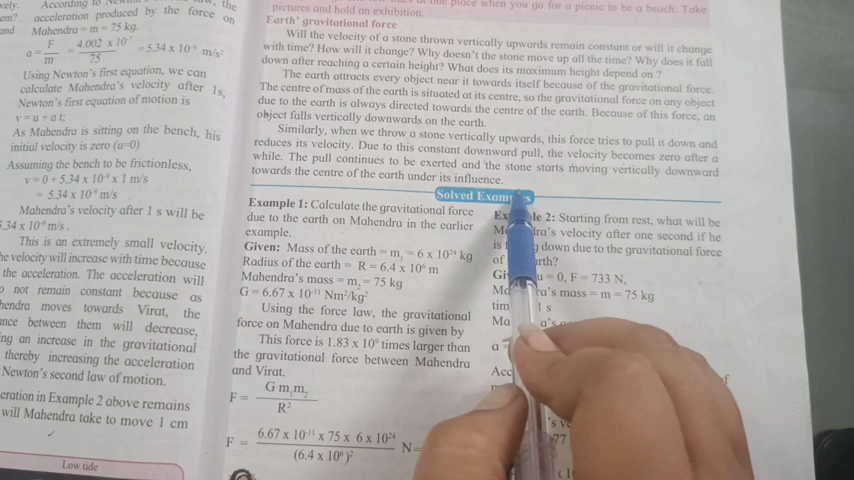 According to
acceleration produced by the force on
Mahendra = m = 75 kg.
a = F/m = 4.002 x 10⁻⁷/75 = 5.34 x 10⁻⁹ m/s²
Using Newton's first equation, we can
calculate Mahendra's velocity after 1s,
Newton's first equation of motion is
v = u + a t;
As Mahendra is sitting on the bench, his
initial velocity is zero (u=0)
Assuming the bench to be frictionless,
v = 0 + 5.34 x 10⁻⁹ x 1 m/s
= 5.34 x 10⁻⁹ m/s
Mahendra's velocity after 1 s will be
5.34 x 10⁻⁹ m/s.
This is an extremely small velocity.
velocity will increase with time because
the acceleration. The acceleration will
not remain constant because as
moves towards Virat, the
between them will decrease,
an increase in the gravitational
thereby increasing the acceleration
Newton's second law of motion.
in Example 2 above remains
will Mahendra take to move 1 cm
Low tide
place when you go for a picnic to be a beach. Take
pictures and hold an exhibition.
Earth' gravitational force
Will the velocity of a stone thrown vertically upwards remain constant or will it change
with time? How will it change? Why doesn't the stone move up all the time? Why does it fall
down after reaching a certain height? What does its maximum height depend on ?
The earth attracts every object near it towards itself because of the gravitational force.
The centre of mass of the earth is situated at its centre, so the gravitational force on any object
due to the earth is always directed towards the centre of the earth. Because of this force, an
object falls vertically downwards on the earth.
Similarly, when we throw a stone vertically upwards, this force tries to pull it down and
reduces its velocity. Due to this constant downward pull, the velocity becomes zero after a
while. The pull continues to be exerted and the stone starts moving vertically downward
towards the centre of the earth under its influence.
Solved
Example 1: Calculate the gravitational force
due to the earth on Mahendra in the earlier
example.
Given: Mass of the earth = m₁ = 6 x 10²⁴ kg
Radius of the earth = R = 6.4 x 10⁶ m
Mahendra's mass = m₂ = 75 kg
G = 6.67 x 10⁻¹¹ Nm²/kg²
Using the force law, the gravitational
force on Mahendra due to earth is given by
This force is 1.83 x 10⁹ times larger than
the gravitational force between Mahendra
and Virat.
F = G m₁m₂/R²
F = 6.67 x 10⁻¹¹ x 75 x 6 x 10²⁴/(6.4 x 10⁶)² N=
2: Starting from rest, what will be
velocity after one second if he
is down due to the gravitational force
of
u = 0, F = 733 N,
mass = m = 75 kg
1 s
a =
77